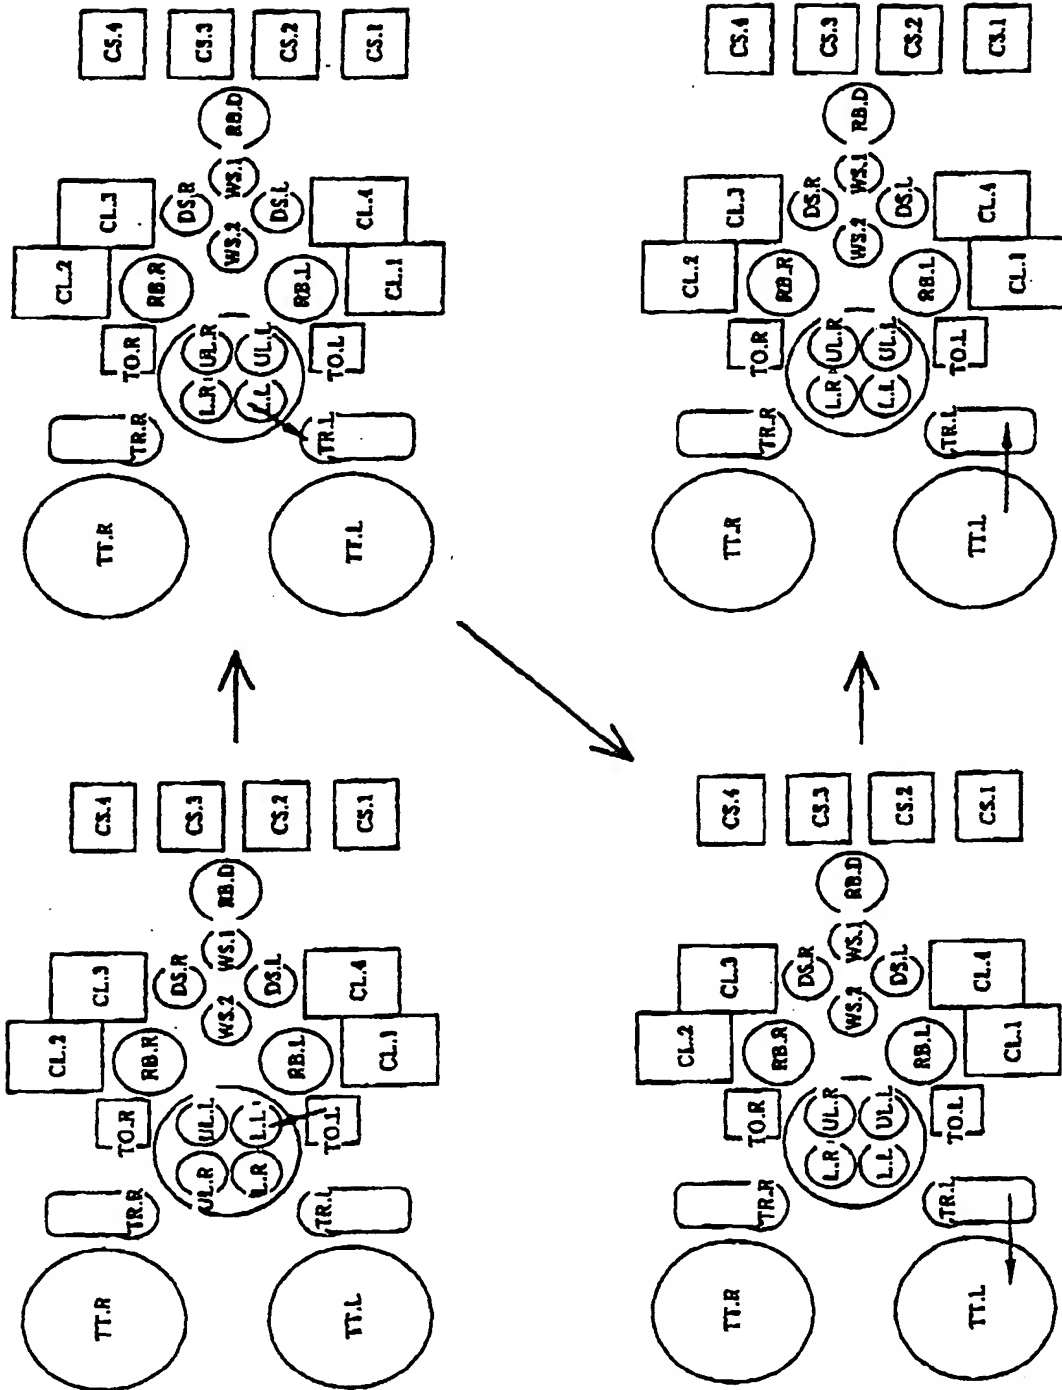 TT.L TT.R
TR.L TR.R
L.R UL.R
L.L UL.L
TO.L TO.R
CL.1 RB.L RB.R CL.2
WS.2
CL.4 DS.L DS.R CL.3
WS.1
RB.D
CS.1 CS.2 CS.3 CS.4
TT.L TT.R
TR.L TR.R
L.L L.R
UL.L UL.R
TO.L TO.R
CL.1 RB.L RB.R CL.2
WS.2
CL.4 DS.L DS.R CL.3
WS.1
RB.D
CS.1 CS.2 CS.3 CS.4
TT.L TT.R
TR.L TR.R
L.L L.R
UL.L UL.R
TO.L TO.R
CL.1 RB.L RB.R CL.2
WS.2
CL.4 DS.L DS.R CL.3
WS.1
RB.D
CS.1 CS.2 CS.3 CS.4
TT.L TT.R
TR.L TR.R
L.L L.R
UL.L UL.R
TO.L TO.R
CL.1 RB.L RB.R CL.2
WS.2
CL.4 DS.L DS.R CL.3
WS.1
RB.D
CS.1 CS.2 CS.3 CS.4